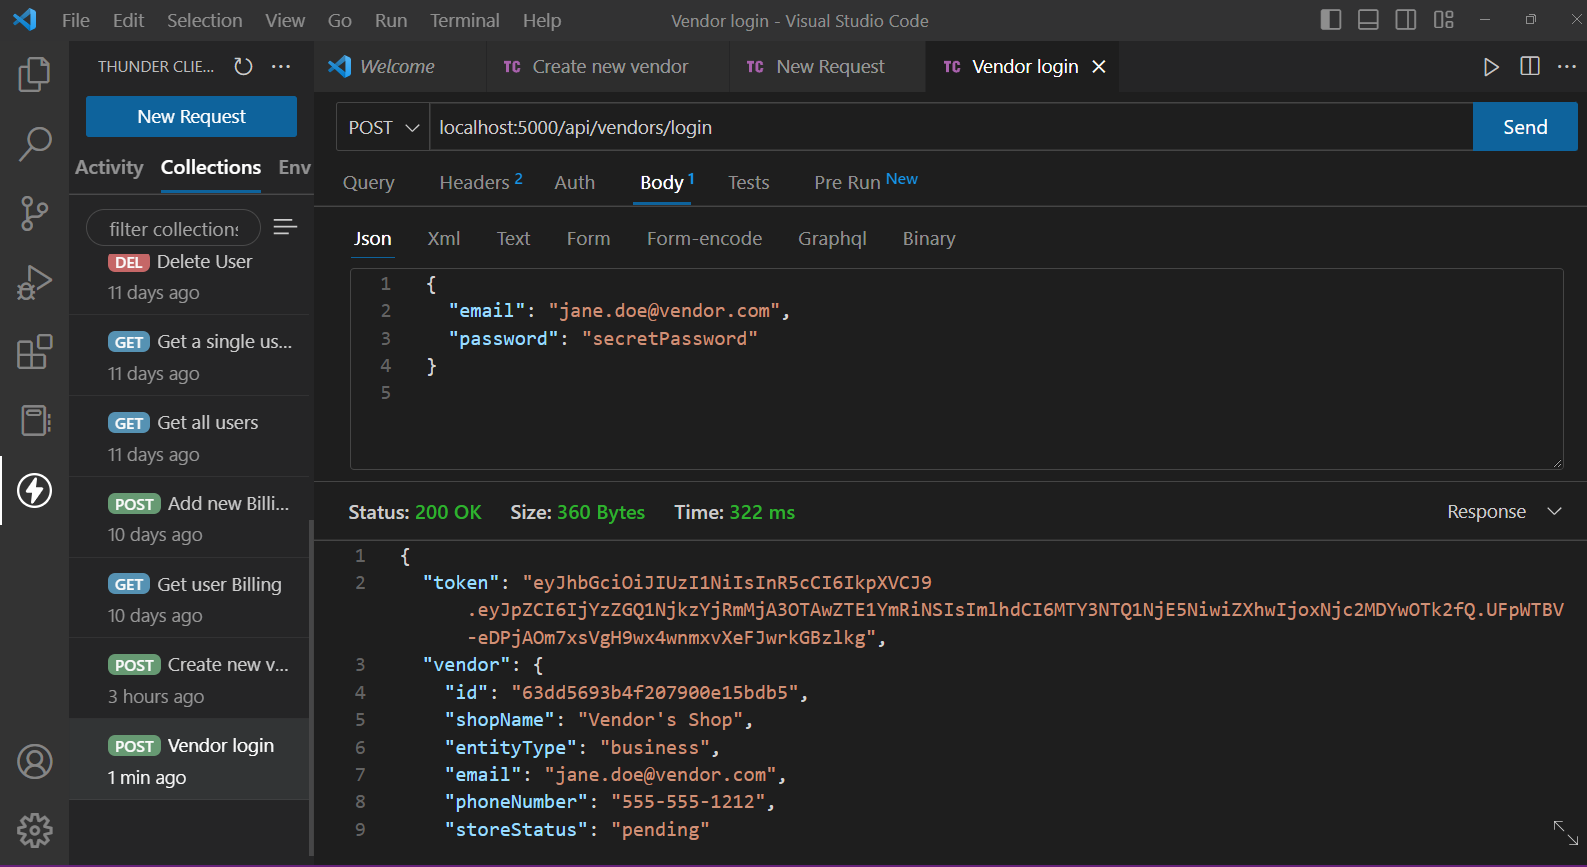 File Edit Selection View Go Run Terminal Help Vendor login - Visual Studio Code
THUNDER CLIE... ···
New Request
Activity Collections Env
filter collections
DEL Delete User
11 days ago
GET Get a single us...
11 days ago
GET Get all users
11 days ago
POST Add new Billi...
10 days ago
GET Get user Billing
10 days ago
POST Create new v...
3 hours ago
POST Vendor login
1 min ago
Welcome TC Create new vendor TC New Request TC Vendor login
POST localhost:5000/api/vendors/login Send
Query Headers 2 Auth Body 1 Tests Pre Run New
Json Xml Text Form Form-encode Graphql Binary
1 {
2 "email": "jane.doe@vendor.com",
3 "password": "secretPassword"
4 }
5
Status: 200 OK Size: 360 Bytes Time: 322 ms Response
1 {
2 "token": "eyJhbGciOiJIUzI1NiIsInR5cCI6IkpXVCJ9
.eyJpZCI6IjYzZGQ1NjkzYjRmMjA3OTAwZTE1YmRiNSIsImlhdCI6MTY3NTQ1NjE5NiwiZXhwIjoxNjc2MDYwOTk2fQ.UFpWTBV
-eDPjAOm7xsVgH9wx4wnmxvXeFJwrkGBzlkg",
3 "vendor": {
4 "id": "63dd5693b4f207900e15bdb5",
5 "shopName": "Vendor's Shop",
6 "entityType": "business",
7 "email": "jane.doe@vendor.com",
8 "phoneNumber": "555-555-1212",
9 "storeStatus": "pending"